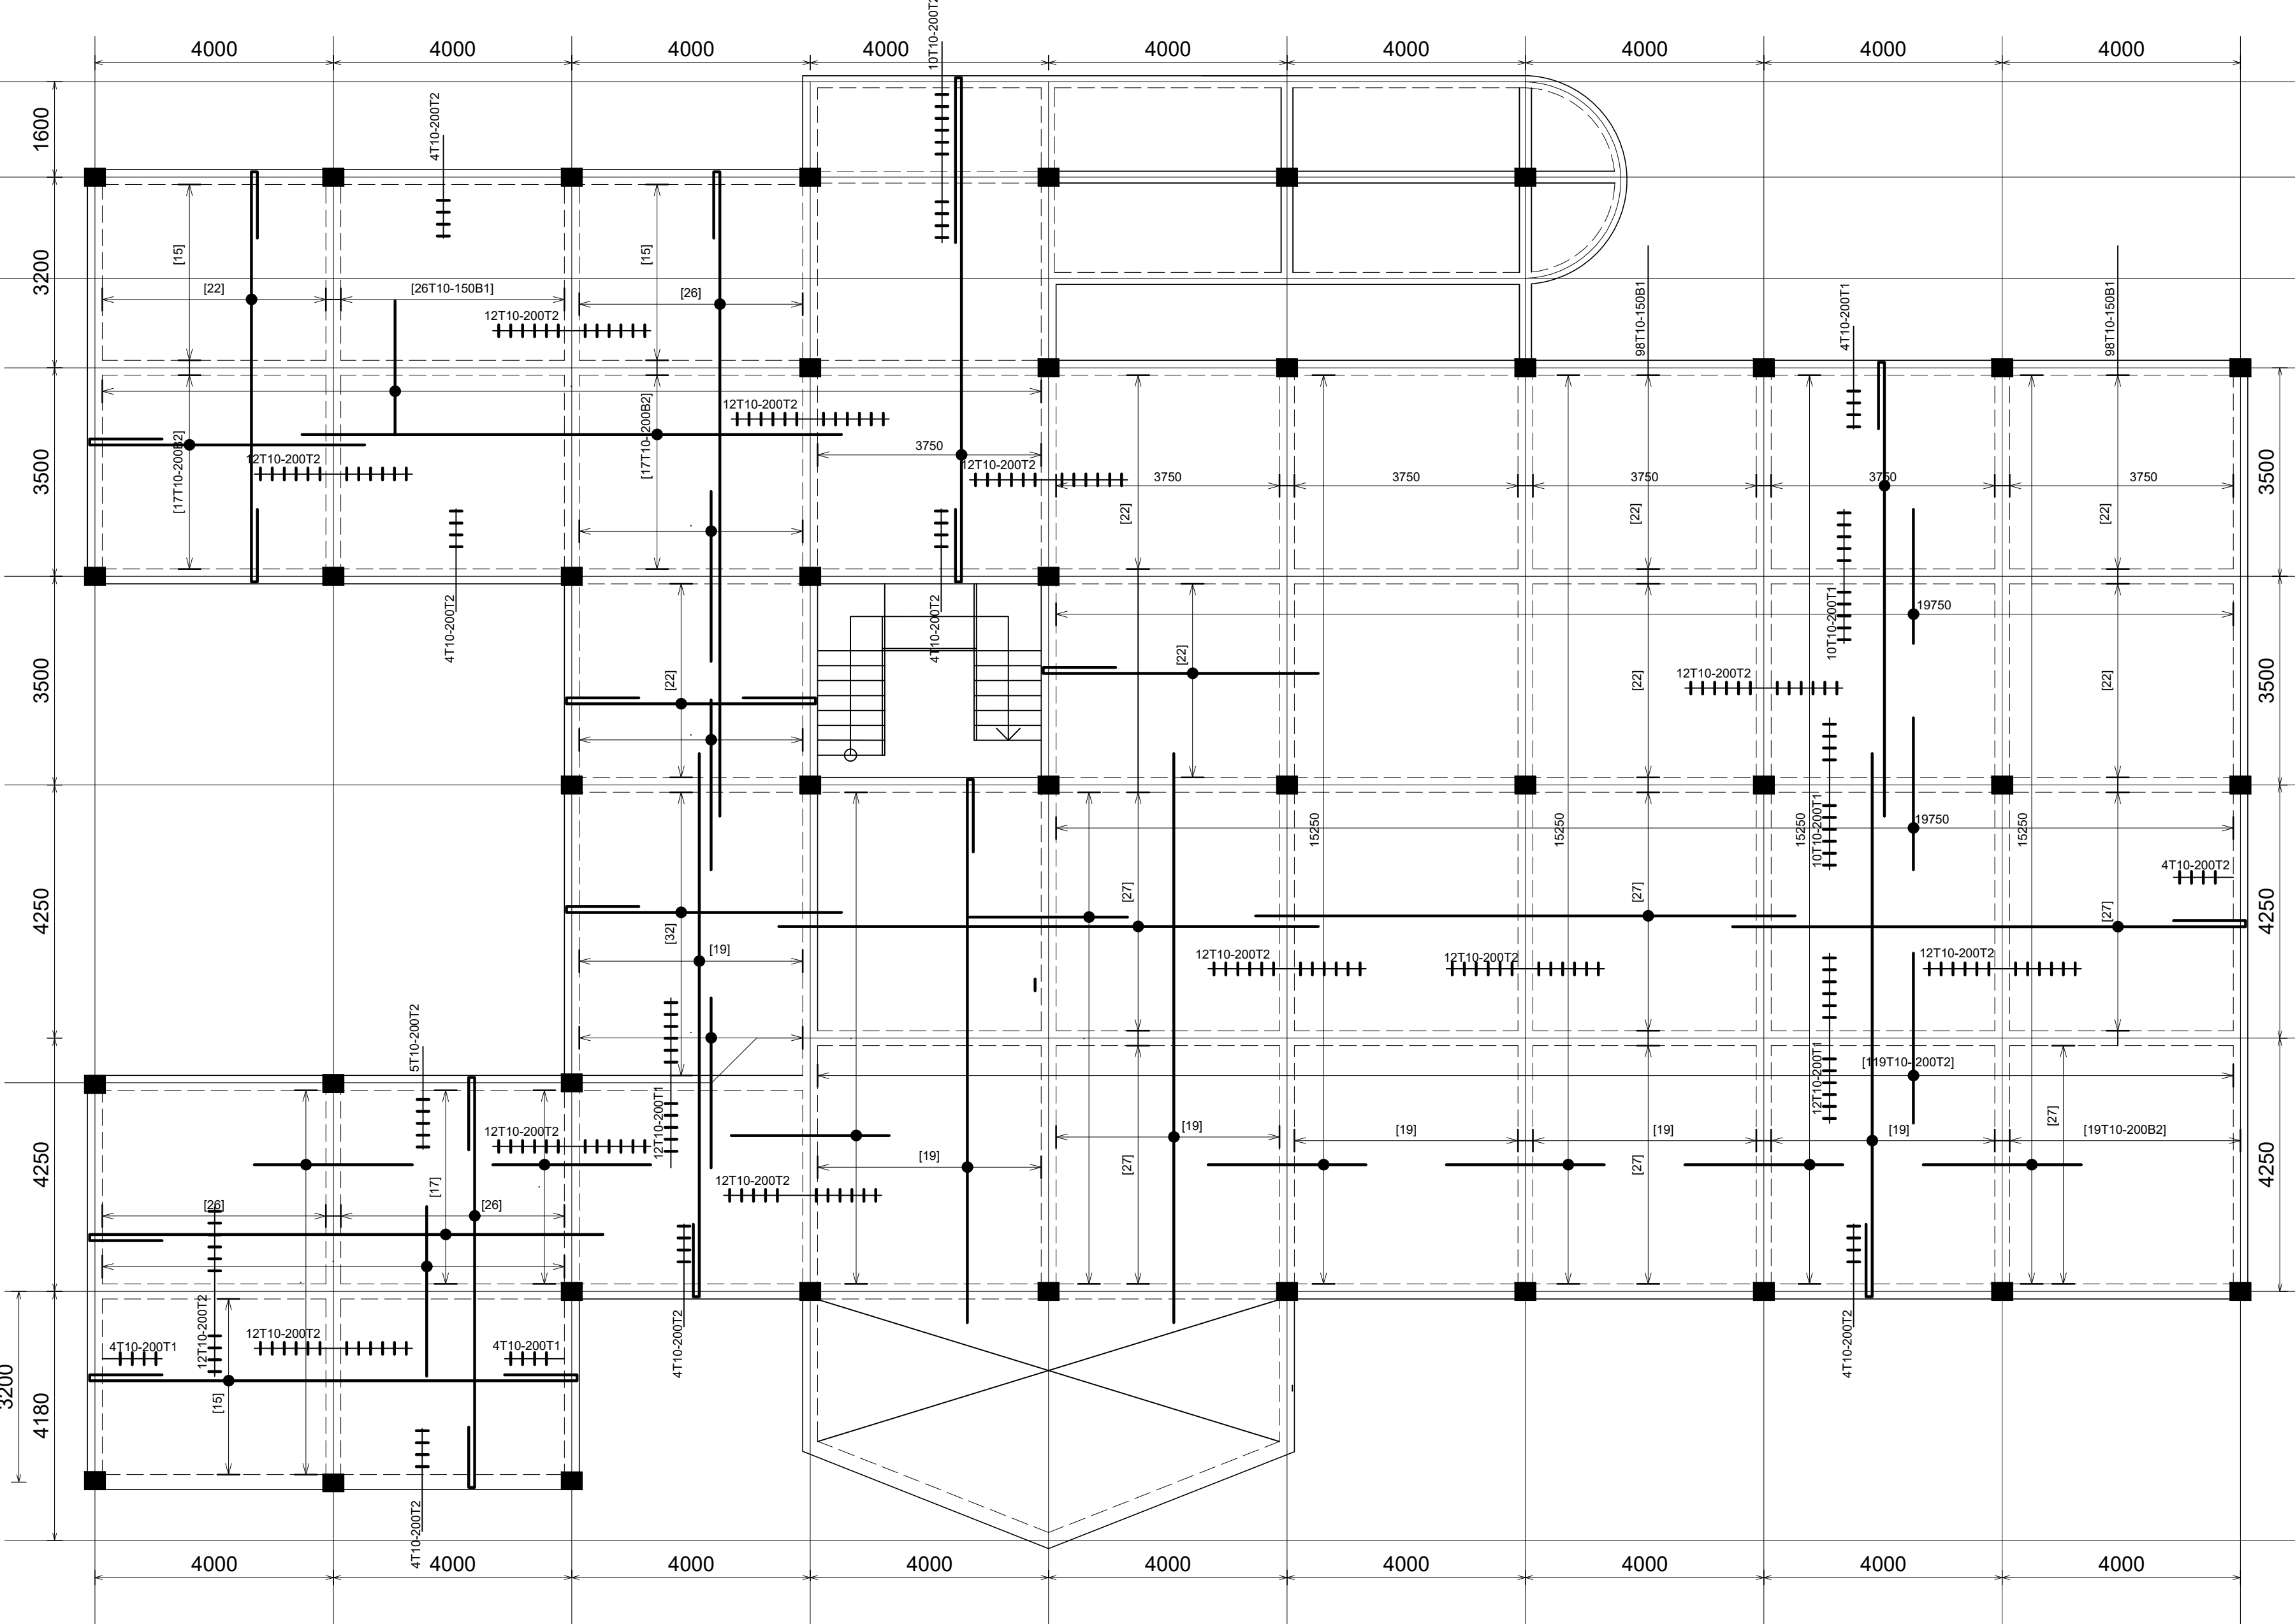 4000
4000
4000
4000
4000
4000
4000
4000
4000
10T10-200T2
4T10-200T2
1600
3200
3500
3500
4250
4250
4180
3200
[15]
[15]
[22]
[26T10-150B1]
[26]
12T10-200T2
98T10-150B1
4T10-200T1
98T10-150B1
12T10-200T2
[17T10-200B2]
[17T10-200B2]
12T10-200T2
3750
12T10-200T2
3750
3750
3750
3750
3750
[22]
[22]
[22]
3500
4T10-200T2
4T10-200T2
10T10-200T1
19750
[22]
[22]
[22]
[22]
12T10-200T2
3500
15250
15250
15250
15250
10T10-200T1
19750
4T10-200T2
[32]
[19]
[27]
[27]
[27]
12T10-200T2
12T10-200T2
12T10-200T2
4250
5T10-200T2
12T10-200T1
12T10-200T1
[119T10-200T2]
12T10-200T2
[19]
[19]
[19]
[19]
[19]
[19T10-200B2]
[27]
[27]
[27]
4250
12T10-200T2
[17]
[26]
[26]
12T10-200T2
12T10-200T2
4T10-200T1
4T10-200T1
[15]
4T10-200T2
4T10-200T2
4T10-200T2
4000
4000
4000
4000
4000
4000
4000
4000
4000